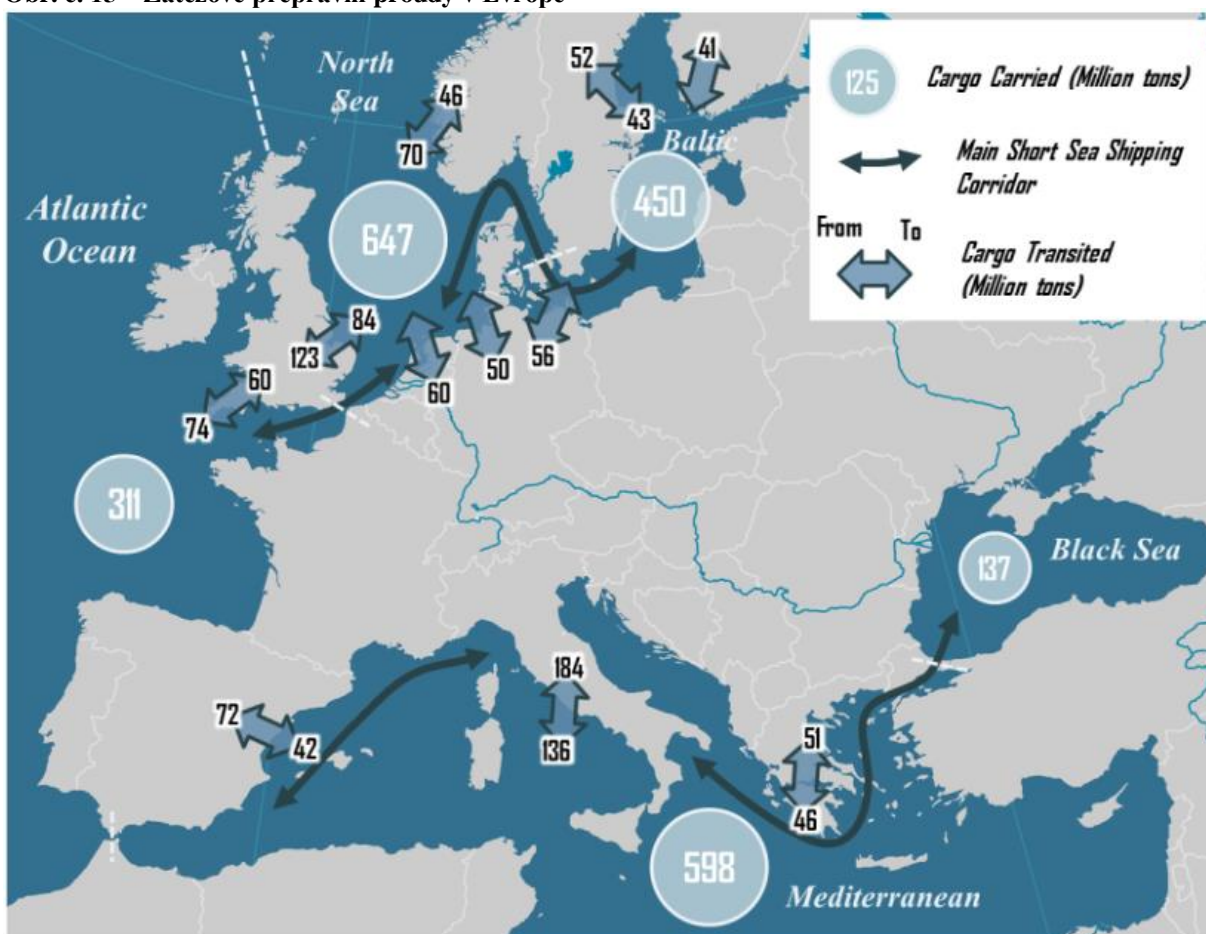 Obr. č. – Zátěžové přepravní proudy v Evropě
North
Sea
46
70
52
43
41
Baltic
450
647
Atlantic
Ocean
84
123
60
74
60
50
56
311
137
Black Sea
72
42
184
136
51
46
598
Mediterranean
125
Cargo Carried (Million tons)
Main Short Sea Shipping
Corridor
From To
Cargo Transited
(Million tons)